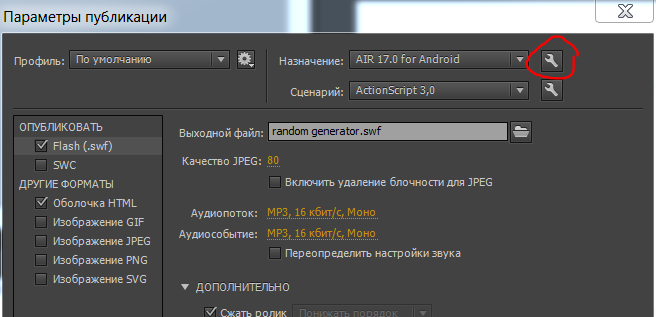 Параметры публикации
Профиль: По умолчанию Назначение: AIR 17.0 for Android
Сценарий: ActionScript 3,0
ОПУБЛИКОВАТЬ
Flash (.swf)
SWC
ДРУГИЕ ФОРМАТЫ
Оболочка HTML
Изображение GIF
Изображение JPEG
Изображение PNG
Изображение SVG
Выходной файл: random generator.swf
Качество JPEG: 80
Включить удаление блочности для JPEG
Аудиопоток: MP3, 16 кбит/с, Моно
Аудиособытие: MP3, 16 кбит/с, Моно
Переопределить настройки звука
ДОПОЛНИТЕЛЬНО
Сжать ролик Понижать порядок